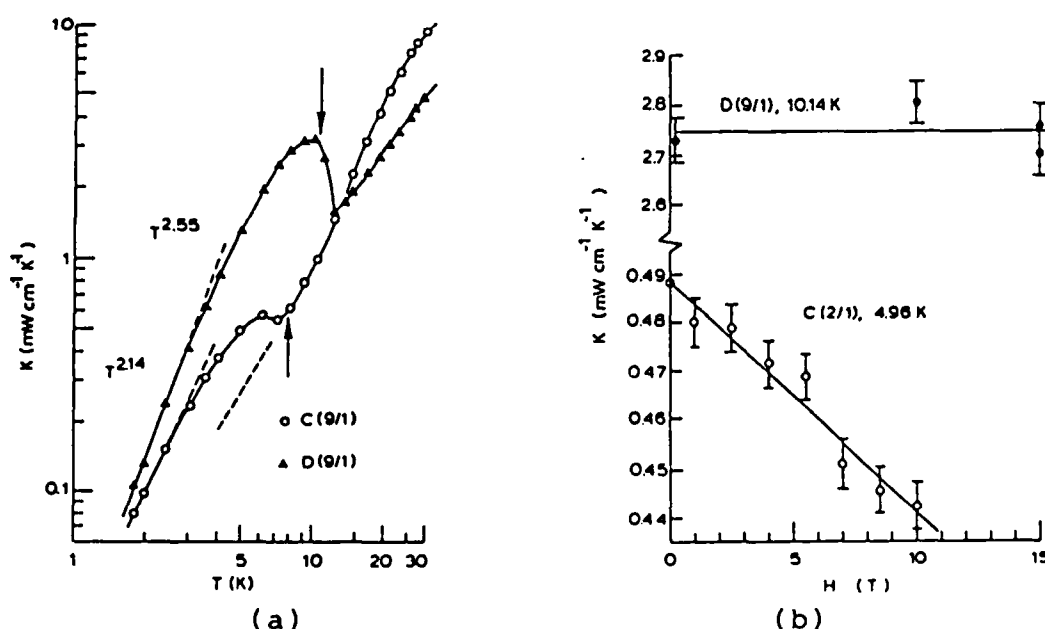 10
1
0.1
K (mW cm⁻¹ K⁻¹)
T^2.55
T^2.14
C (9/1)
D (9/1)
1
5
10
20
30
T (K)
(a)
2.9
2.8
2.7
2.6
0.49
0.48
0.47
0.46
0.45
0.44
K (mW cm⁻¹ K⁻¹)
D(9/1), 10.14 K
C(2/1), 4.96 K
0
5
10
15
H (T)
(b)